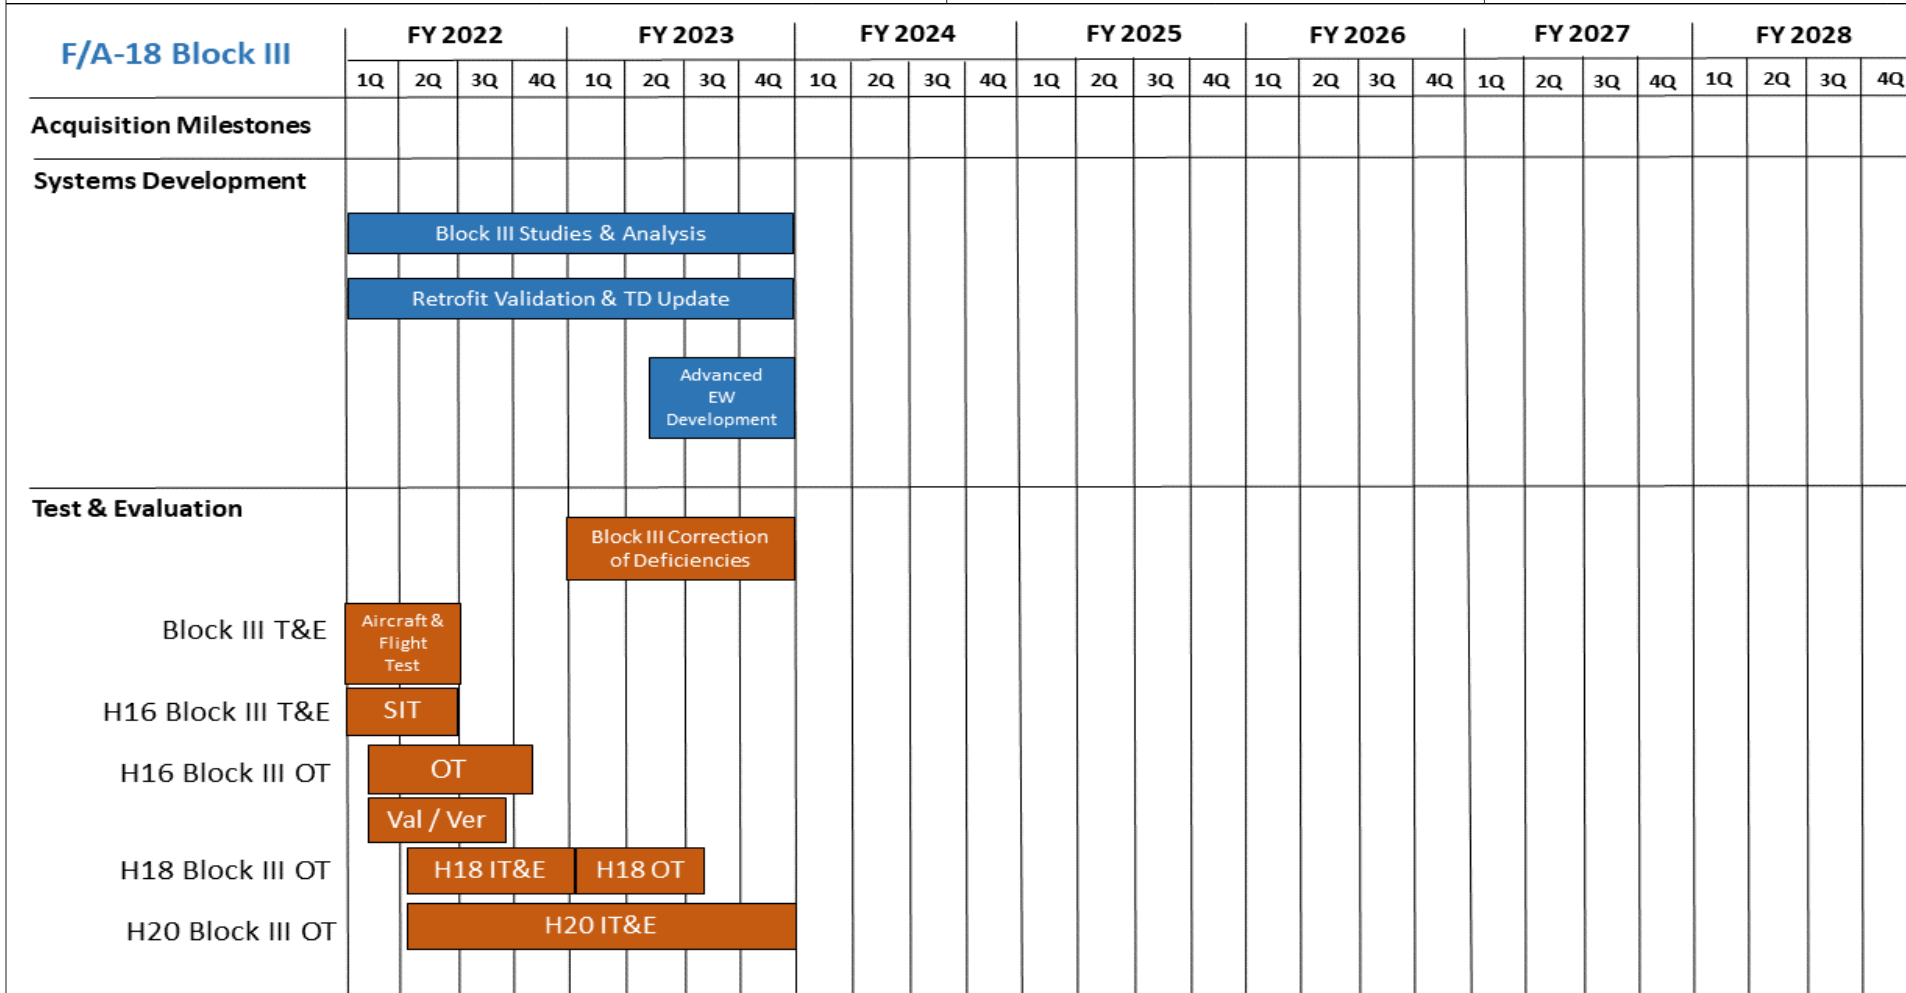 F/A-18 Block III
FY 2022 FY 2023 FY 2024 FY 2025 FY 2026 FY 2027 FY 2028
1Q 2Q 3Q 4Q 1Q 2Q 3Q 4Q 1Q 2Q 3Q 4Q 1Q 2Q 3Q 4Q 1Q 2Q 3Q 4Q 1Q 2Q 3Q 4Q 1Q 2Q 3Q 4Q
Acquisition Milestones
Systems Development
Block III Studies & Analysis
Retrofit Validation & TD Update
Advanced
EW
Development
Test & Evaluation
Block III Correction
of Deficiencies
Block III T&E
Aircraft &
Flight
Test
H16 Block III T&E
SIT
H16 Block III OT
OT
Val / Ver
H18 Block III OT
H18 IT&E
H18 OT
H20 Block III OT
H20 IT&E